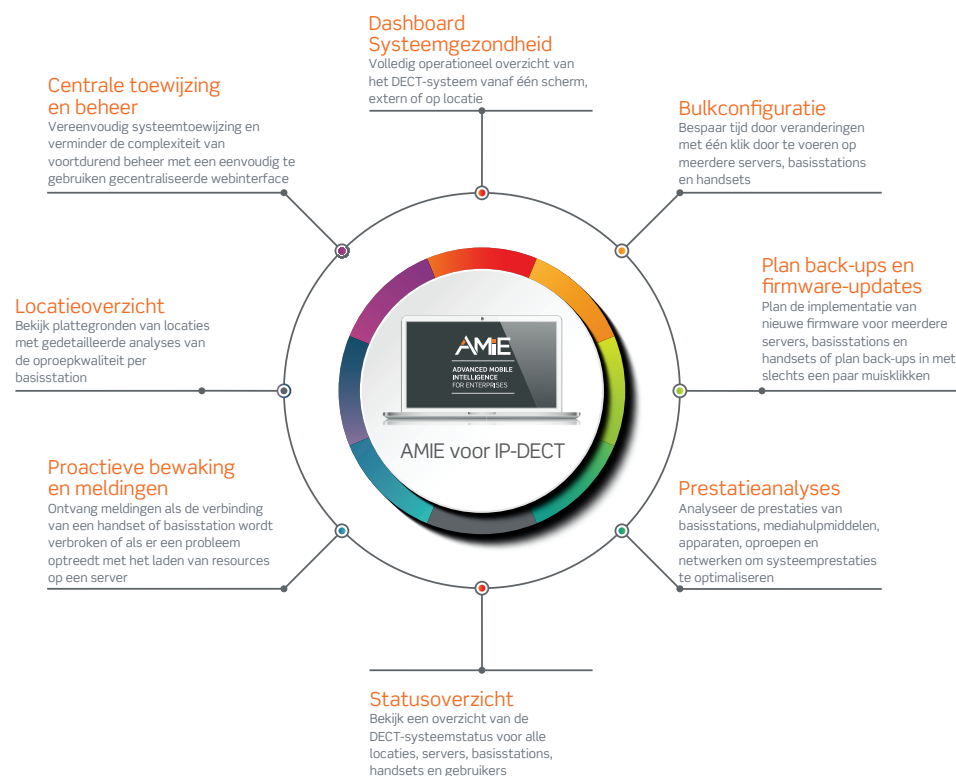 Dashboard
Systeemgezondheid
Volledig operationeel overzicht van
het DECT-systeem vanaf één scherm,
extern of op locatie
Centrale toewijzing
en beheer
Vereenvoudig systeemtoewijzing en
verminder de complexiteit van
voortdurend beheer met een eenvoudig te
gebruiken gecentraliseerde webinterface
Bulkconfiguratie
Bespaar tijd door veranderingen
met één klik door te voeren op
meerdere servers, basisstations
en handsets
Locatieoverzicht
Bekijk plattegronden van locaties
met gedetailleerde analyses van
de oproepkwaliteit per
basisstation
Plan back-ups en
firmware-updates
Plan de implementatie van
nieuwe firmware voor meerdere
servers, basisstations en
handsets of plan back-ups in met
slechts een paar muisklikken
AMiE
ADVANCED MOBILE
INTELLIGENCE
FOR ENTERPRISES
AMIE voor IP-DECT
Proactieve bewaking
en meldingen
Ontvang meldingen als de verbinding
van een handset of basisstation wordt
verbroken of als er een probleem
optreedt met het laden van resources
op een server
Prestatieanalyses
Analyseer de prestaties van
basisstations, mediahulpmiddelen,
apparaten, oproepen en
netwerken om systeemprestaties
te optimaliseren
Statusoverzicht
Bekijk een overzicht van de
DECT-systeemstatus voor alle
locaties, servers, basisstations,
handsets en gebruikers